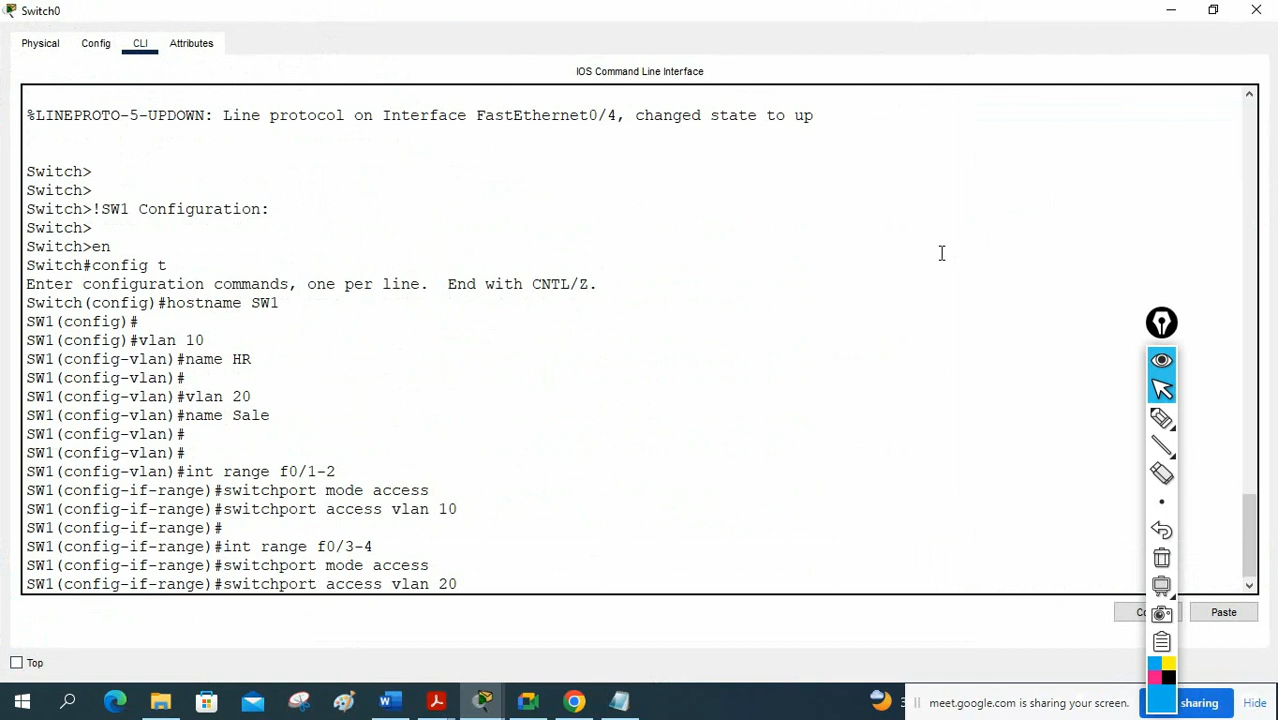 Switch0
Physical Config CLI Attributes
IOS Command Line Interface
%LINEPROTO-5-UPDOWN: Line protocol on Interface FastEthernet0/4, changed state to up
Switch>
Switch>
Switch>!SW1 Configuration:
Switch>
Switch>en
Switch#config t
Enter configuration commands, one per line.  End with CNTL/Z.
Switch(config)#hostname SW1
SW1(config)#
SW1(config)#vlan 10
SW1(config-vlan)#name HR
SW1(config-vlan)#
SW1(config-vlan)#vlan 20
SW1(config-vlan)#name Sale
SW1(config-vlan)#
SW1(config-vlan)#
SW1(config-vlan)#int range f0/1-2
SW1(config-if-range)#switchport mode access
SW1(config-if-range)#switchport access vlan 10
SW1(config-if-range)#
SW1(config-if-range)#int range f0/3-4
SW1(config-if-range)#switchport mode access
SW1(config-if-range)#switchport access vlan 20
Paste
Top
meet.google.com is sharing your screen.
sharing
Hide